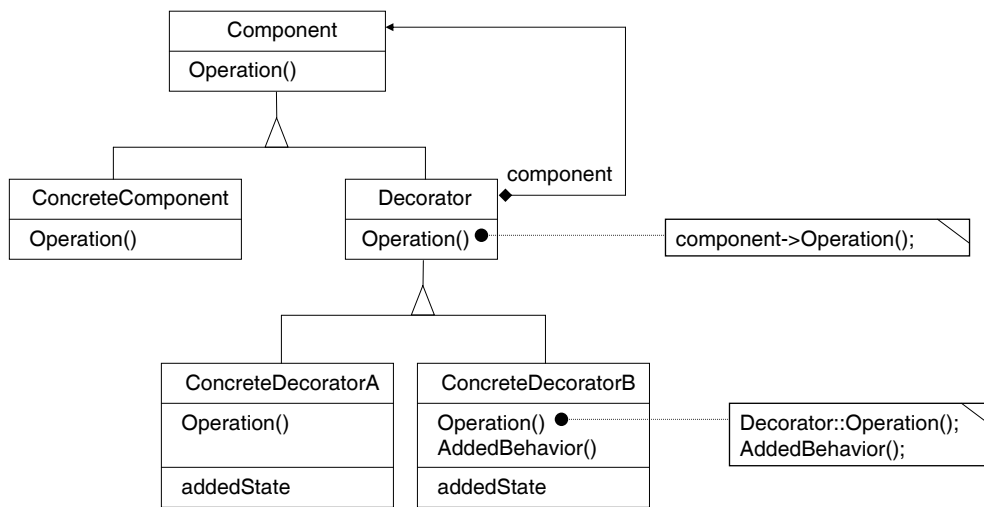 Component
Operation()
component
ConcreteComponent
Operation()
Decorator
Operation()
component->Operation();
ConcreteDecoratorA
Operation()
addedState
ConcreteDecoratorB
Operation()
AddedBehavior()
addedState
Decorator::Operation();
AddedBehavior();